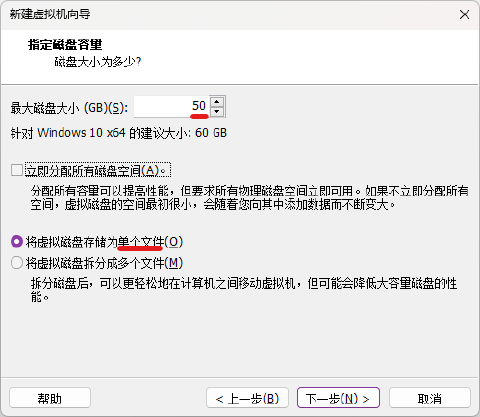 新建虚拟机向导
指定磁盘容量
磁盘大小为多少?
最大磁盘大小 (GB)(S): 50
针对 Windows 10 x64 的建议大小: 60 GB
立即分配所有磁盘空间(A)。
分配所有容量可以提高性能，但要求所有物理磁盘空间立即可用。如果不立即分配所有
空间，虚拟磁盘的空间最初很小，会随着您向其中添加数据而不断变大。
将虚拟磁盘存储为单个文件(O)
将虚拟磁盘拆分成多个文件(M)
拆分磁盘后，可以更轻松地在计算机之间移动虚拟机，但可能会降低大容量磁盘的性
能。
帮助 < 上一步(B) 下一步(N) > 取消